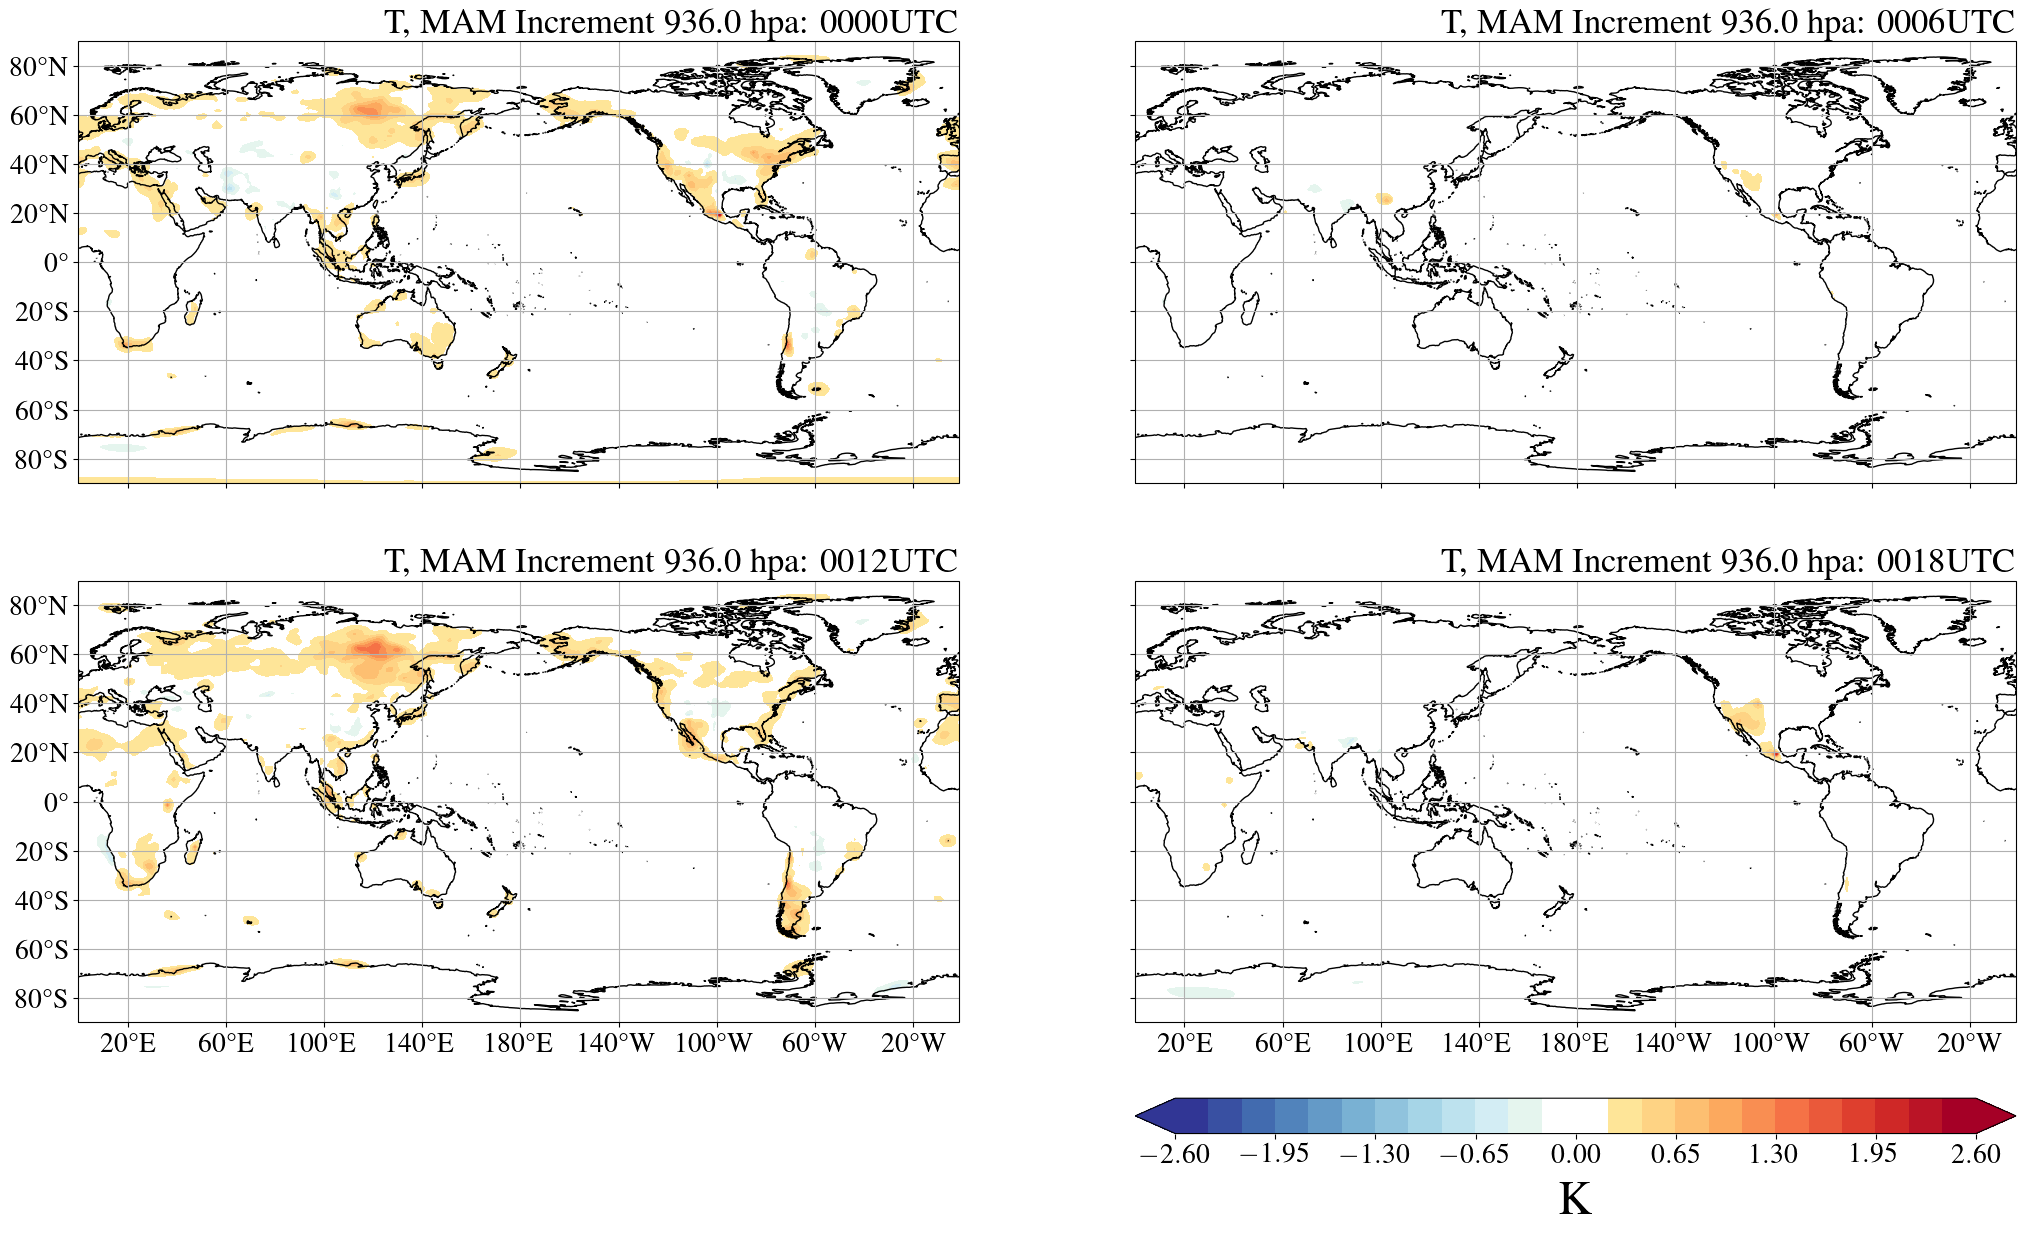 T, MAM Increment 936.0 hpa: 0000UTC
T, MAM Increment 936.0 hpa: 0006UTC
80°N
60°N
40°N
20°N
0°
20°S
40°S
60°S
80°S
T, MAM Increment 936.0 hpa: 0012UTC
T, MAM Increment 936.0 hpa: 0018UTC
80°N
60°N
40°N
20°N
0°
20°S
40°S
60°S
80°S
20°E 60°E 100°E 140°E 180°E 140°W 100°W 60°W 20°W
20°E 60°E 100°E 140°E 180°E 140°W 100°W 60°W 20°W
−2.60 −1.95 −1.30 −0.65 0.00 0.65 1.30 1.95 2.60
K